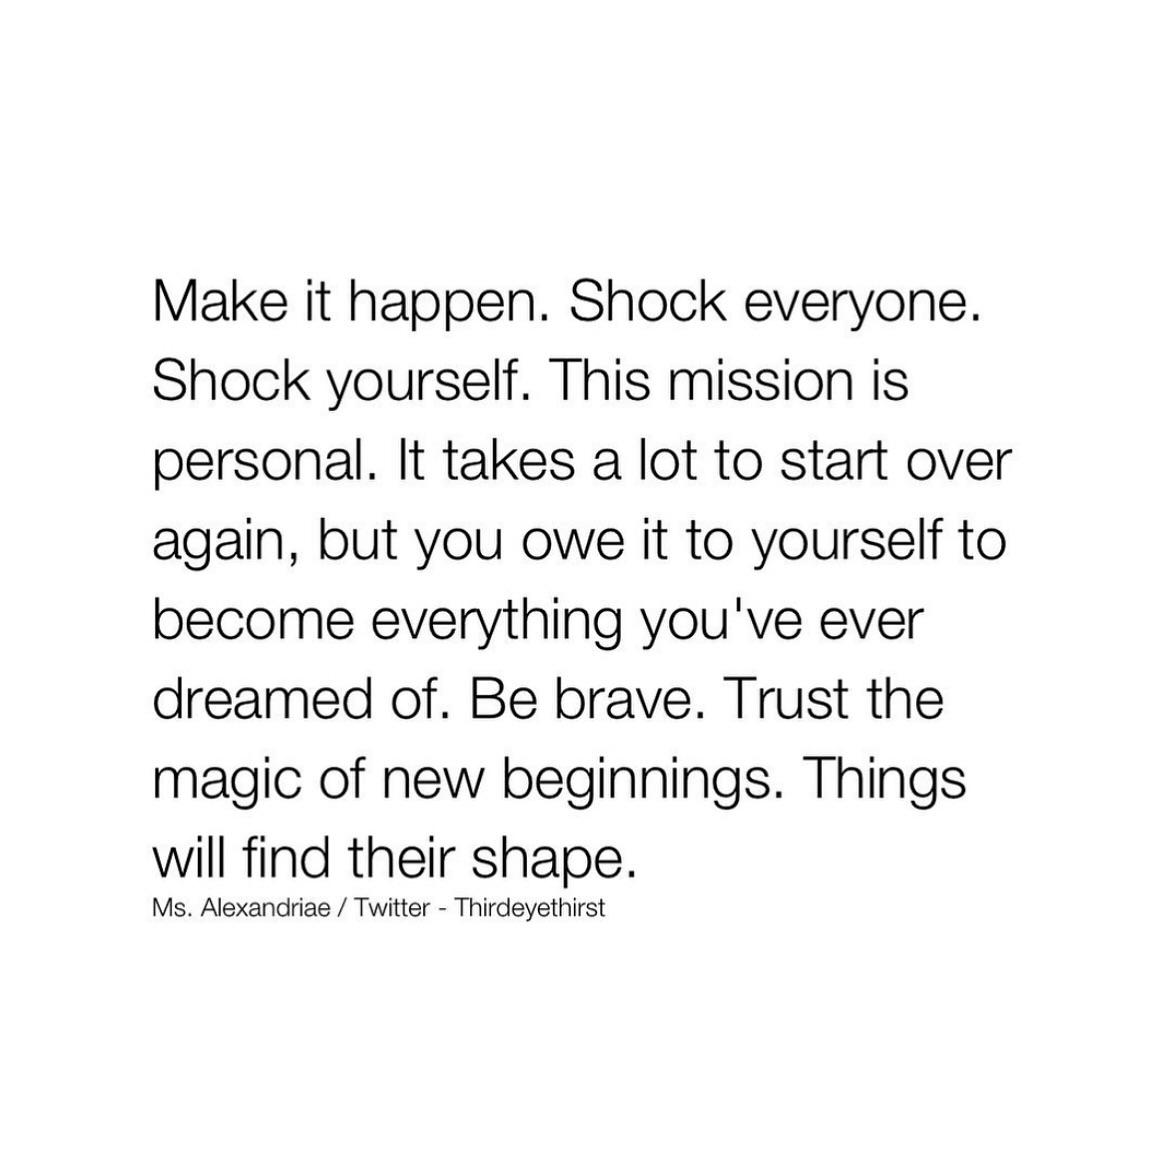 Make it happen. Shock everyone.
Shock yourself. This mission is
personal. It takes a lot to start over
again, but you owe it to yourself to
become everything you've ever
dreamed of. Be brave. Trust the
magic of new beginnings. Things
will find their shape.
Ms. Alexandriae / Twitter - Thirdeyethirst